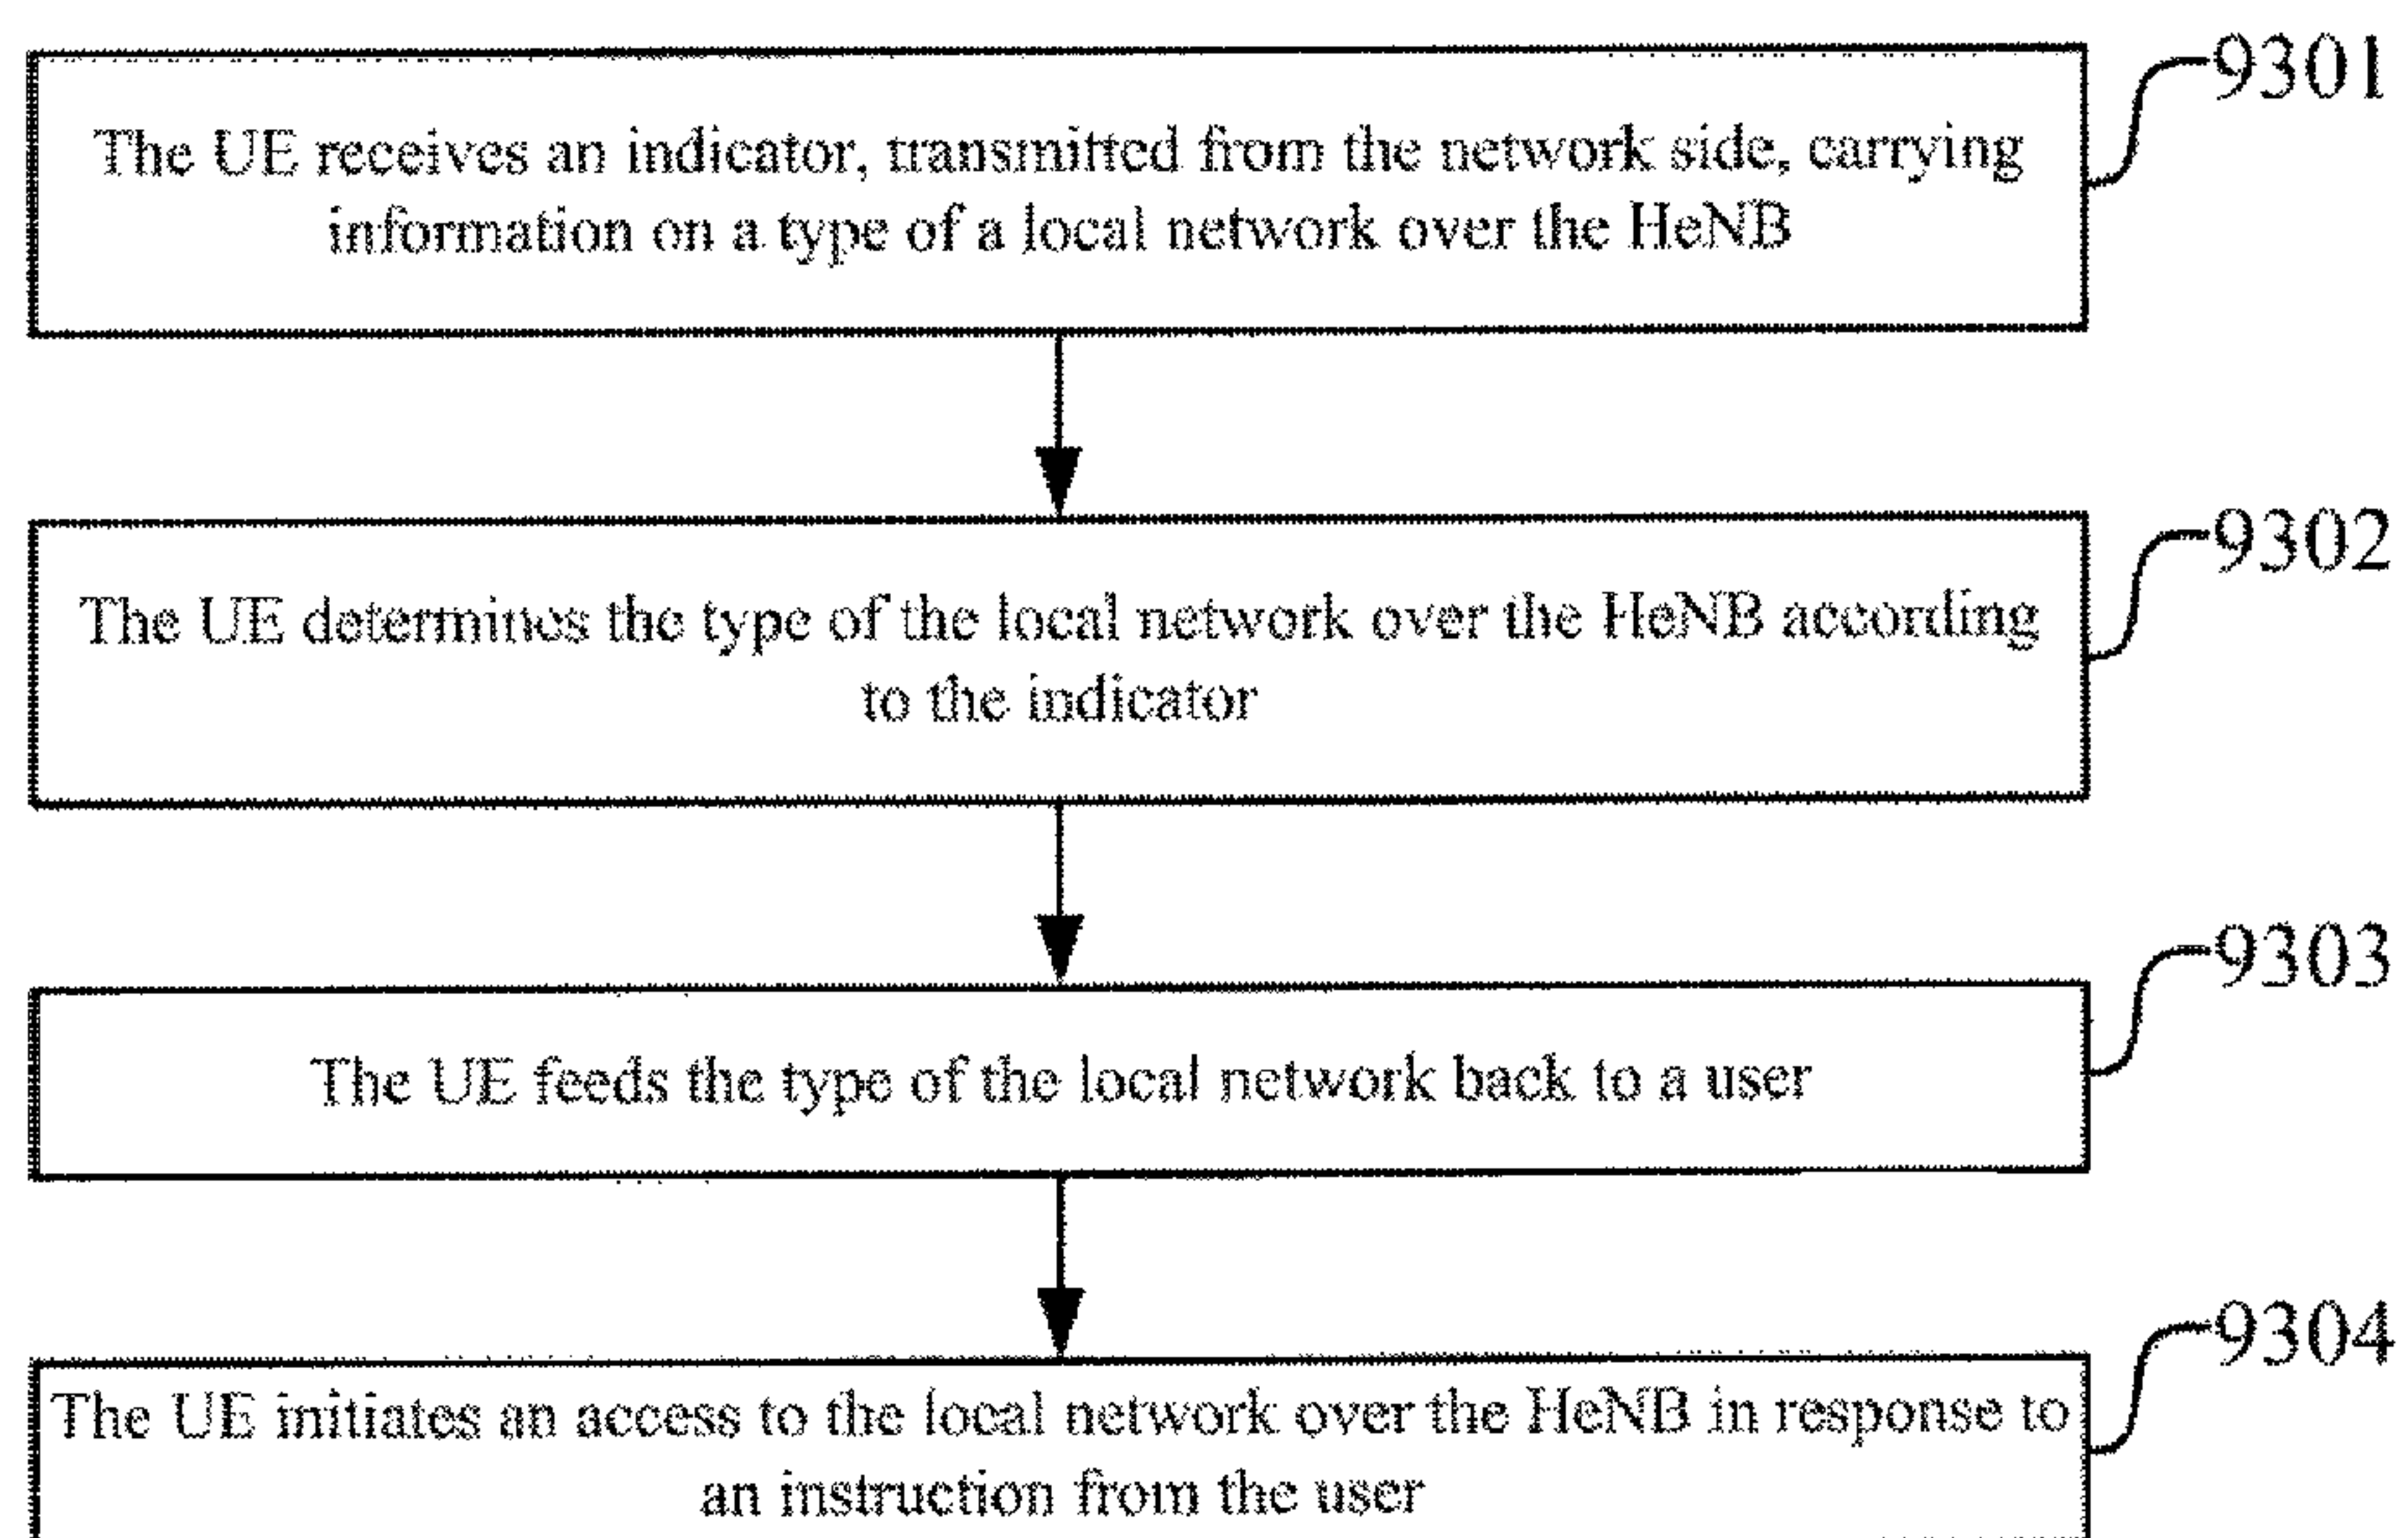 9301
The UE receives an indicator, transmitted from the network side, carrying
information on a type of a local network over the HeNB
9302
The UE determines the type of the local network over the HeNB according
to the indicator
9303
The UE feeds the type of the local network back to a user
9304
The UE initiates an access to the local network over the HeNB in response to
an instruction from the user